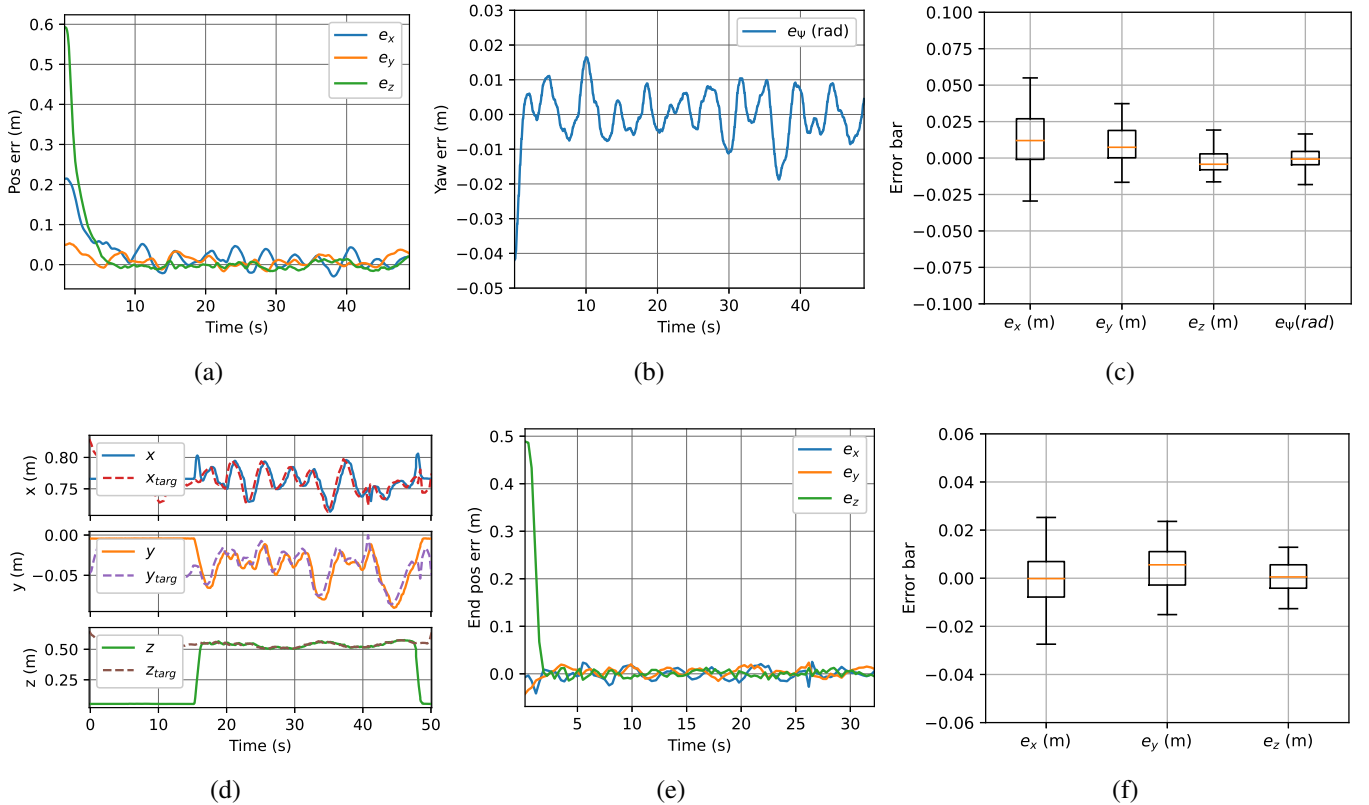 0.6
0.5
0.4
0.3
0.2
0.1
0.0
Pos err (m)
e_x
e_y
e_z
0 10 20 30 40
Time (s)
(a)
0.03
0.02
0.01
0.00
−0.01
−0.02
−0.03
−0.04
−0.05
Yaw err (m)
e_Ψ (rad)
0 10 20 30 40
Time (s)
(b)
0.100
0.075
0.050
0.025
0.000
−0.025
−0.050
−0.075
−0.100
Error bar
e_x (m) e_y (m) e_z (m) e_Ψ(rad)
(c)
0.80
0.75
x (m)
x
x_targ
0.00
−0.05
y (m)
y
y_targ
0.50
0.25
z (m)
z
z_targ
0 10 20 30 40 50
Time (s)
(d)
0.5
0.4
0.3
0.2
0.1
0.0
End pos err (m)
e_x
e_y
e_z
5 10 15 20 25 30
Time (s)
(e)
0.06
0.04
0.02
0.00
−0.02
−0.04
−0.06
Error bar
e_x (m) e_y (m) e_z (m)
(f)